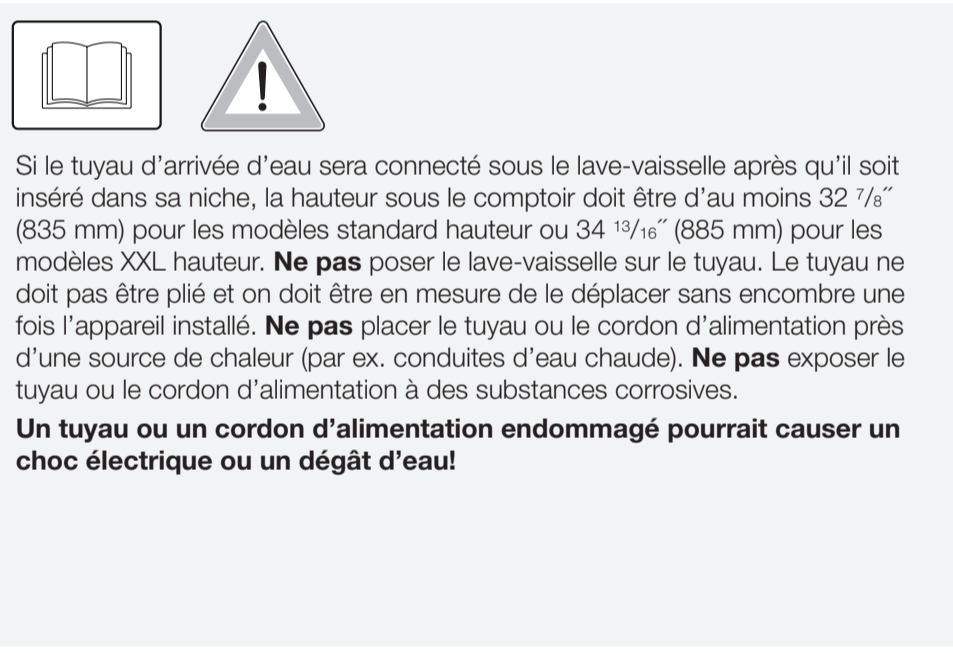 Si le tuyau d’arrivée d’eau sera connecté sous le lave-vaisselle après qu’il soit
inséré dans sa niche, la hauteur sous le comptoir doit être d’au moins 32 7/8˝
(835 mm) pour les modèles standard hauteur ou 34 13/16˝ (885 mm) pour les
modèles XXL hauteur. Ne pas poser le lave-vaisselle sur le tuyau. Le tuyau ne
doit pas être plié et on doit être en mesure de le déplacer sans encombre une
fois l’appareil installé. Ne pas placer le tuyau ou le cordon d’alimentation près
d’une source de chaleur (par ex. conduites d’eau chaude). Ne pas exposer le
tuyau ou le cordon d’alimentation à des substances corrosives.
Un tuyau ou un cordon d’alimentation endommagé pourrait causer un
choc électrique ou un dégât d’eau!